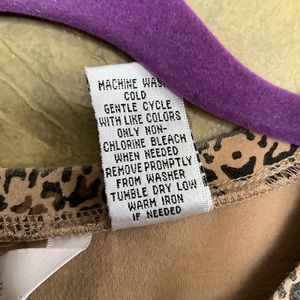 MACHINE WASH
COLD
GENTLE CYCLE
WITH LIKE COLORS
ONLY NON-
CHLORINE BLEACH
WHEN NEEDED
REMOVE PROMPTLY
FROM WASHER
TUMBLE DRY LOW
WARM IRON
IF NEEDED